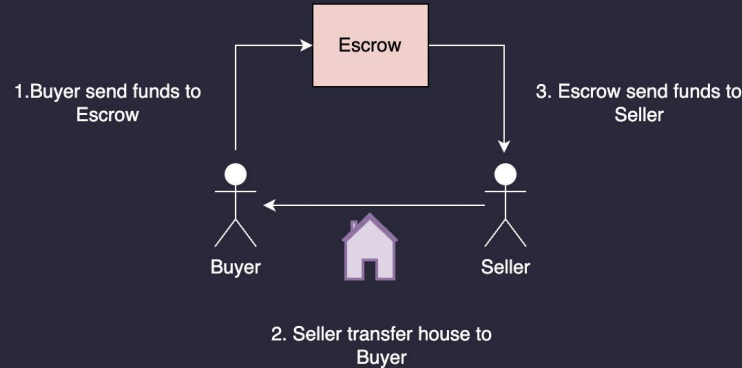 Escrow
1.Buyer send funds to
Escrow
3. Escrow send funds to
Seller
Buyer
Seller
2. Seller transfer house to
Buyer